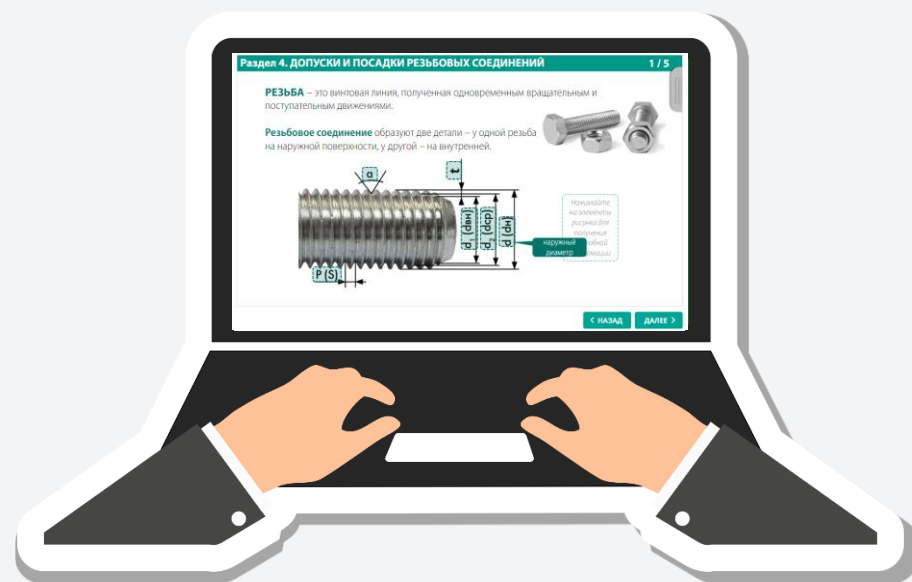 Раздел 4. ДОПУСКИ И ПОСАДКИ РЕЗЬБОВЫХ СОЕДИНЕНИЙ 1 / 5
РЕЗЬБА – это винтовая линия, полученная одновременным вращательным и
поступательным движениями.
Резьбовое соединение образуют две детали – у одной резьба
на наружной поверхности, у другой – на внутренней.
α
t
d₁ (dвн)
d₂ (dср)
d (dн)
P (S)
Нажимайте
на элементы
рисунка для
получения
наружный
диаметр
< НАЗАД
ДАЛЕЕ >